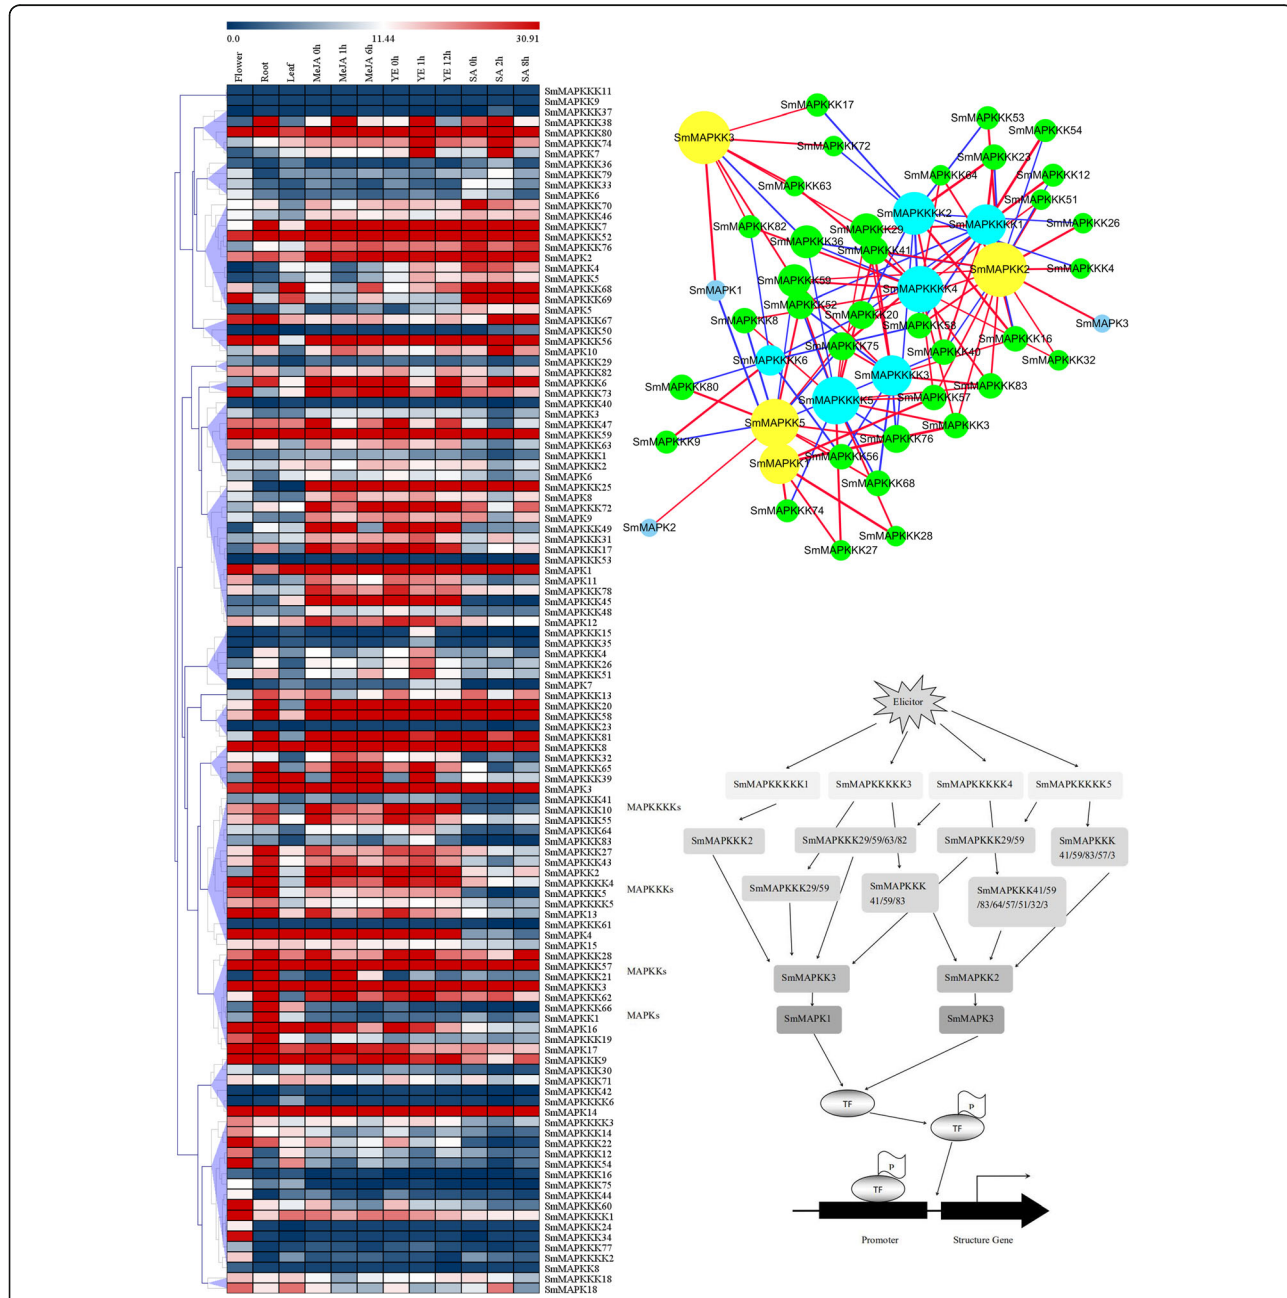 0.0 11.44 30.91
Flower Root Leaf MeJA 0h MeJA 1h MeJA 6h YE 0h YE 1h YE 12h SA 0h SA 2h SA 8h
SmMAPKKK11
SmMAPKK9
SmMAPKKK37
SmMAPKKK38
SmMAPKKK80
SmMAPKKK74
SmMAPKK7
SmMAPKKK36
SmMAPKKK79
SmMAPKKK33
SmMAPKK6
SmMAPKKK70
SmMAPKKK46
SmMAPKKK7
SmMAPKKK52
SmMAPKKK76
SmMAPK2
SmMAPKK4
SmMAPKK5
SmMAPKKK68
SmMAPKKK69
SmMAPK5
SmMAPKKK67
SmMAPKKK50
SmMAPKKK56
SmMAPK10
SmMAPKKK29
SmMAPKKK82
SmMAPKKK6
SmMAPKKK73
SmMAPKKK40
SmMAPKK3
SmMAPKKK47
SmMAPKKK59
SmMAPKKK63
SmMAPKKK1
SmMAPKKK2
SmMAPK6
SmMAPKKK25
SmMAPK8
SmMAPKKK72
SmMAPK9
SmMAPKKK49
SmMAPKKK31
SmMAPKKK17
SmMAPKKK53
SmMAPK1
SmMAPK11
SmMAPKKK78
SmMAPKKK45
SmMAPKKK48
SmMAPK12
SmMAPKKK15
SmMAPKKK35
SmMAPKKK4
SmMAPKKK26
SmMAPKKK51
SmMAPK7
SmMAPKKK13
SmMAPKKK20
SmMAPKKK58
SmMAPKKK23
SmMAPKKK81
SmMAPKKK8
SmMAPKKK32
SmMAPKKK65
SmMAPKKK39
SmMAPK3
SmMAPKKK41
SmMAPKKK10
SmMAPKKK55
SmMAPKKK64
SmMAPKKK83
SmMAPKKK27
SmMAPKKK43
SmMAPKK2
SmMAPKKKK4
SmMAPKKK5
SmMAPKKKK5
SmMAPK13
SmMAPKKK61
SmMAPK4
SmMAPK15
SmMAPKKK28
SmMAPKKK57
SmMAPKKK21
SmMAPKKK3
SmMAPKKK62
SmMAPKKK66
SmMAPKK1
SmMAPK16
SmMAPKKK19
SmMAPK17
SmMAPKKK9
SmMAPKKK30
SmMAPKKK71
SmMAPKKK42
SmMAPKKKK6
SmMAPK14
SmMAPKKKK3
SmMAPKKK14
SmMAPKKK22
SmMAPKKK12
SmMAPKKK54
SmMAPKKK16
SmMAPKKK75
SmMAPKKK44
SmMAPKKK60
SmMAPKKKK1
SmMAPKKK24
SmMAPKKK34
SmMAPKKK77
SmMAPKKKK2
SmMAPKK8
SmMAPKKK18
SmMAPK18
SmMAPKKK17
SmMAPKKK53
SmMAPKKK54
SmMAPKK3
SmMAPKKK72
SmMAPKKK23
SmMAPKKK64
SmMAPKKK12
SmMAPKKK63
SmMAPKKK51
SmMAPKKKK2
SmMAPKKKK1
SmMAPKKK26
SmMAPKKK82
SmMAPKKK29
SmMAPKKK36
SmMAPKKK41
SmMAPKK2
SmMAPKKK4
SmMAPKKK59
SmMAPK1
SmMAPKKKK4
SmMAPKKK52
SmMAPKKK20
SmMAPKKK8
SmMAPKKK58
SmMAPK3
SmMAPKKK16
SmMAPKKK75
SmMAPKKK40
SmMAPKKKK6
SmMAPKKK32
SmMAPKKKK3
SmMAPKKK80
SmMAPKKK83
SmMAPKKKK5
SmMAPKKK57
SmMAPKK5
SmMAPKKK3
SmMAPKKK9
SmMAPKKK76
SmMAPKKK56
SmMAPKK1
SmMAPKKK68
SmMAPKKK74
SmMAPK2
SmMAPKKK28
SmMAPKKK27
Elicitor
SmMAPKKKKK1 SmMAPKKKKK3 SmMAPKKKKK4 SmMAPKKKKK5
MAPKKKKs
SmMAPKKK2 SmMAPKKK29/59/63/82 SmMAPKKK29/59 SmMAPKKK
41/59/83/57/3
MAPKKKs
SmMAPKKK29/59 SmMAPKKK
41/59/83
SmMAPKKK41/59
/83/64/57/51/32/3
MAPKKs
SmMAPKK3 SmMAPKK2
MAPKs
SmMAPK1 SmMAPK3
TF
P
TF
P
TF
Promoter Structure Gene